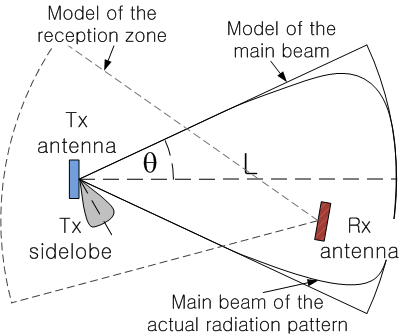 Model of the
reception zone
Model of the
main beam
Tx
antenna
θ
L
Tx
sidelobe
Rx
antenna
Main beam of the
actual radiation pattern